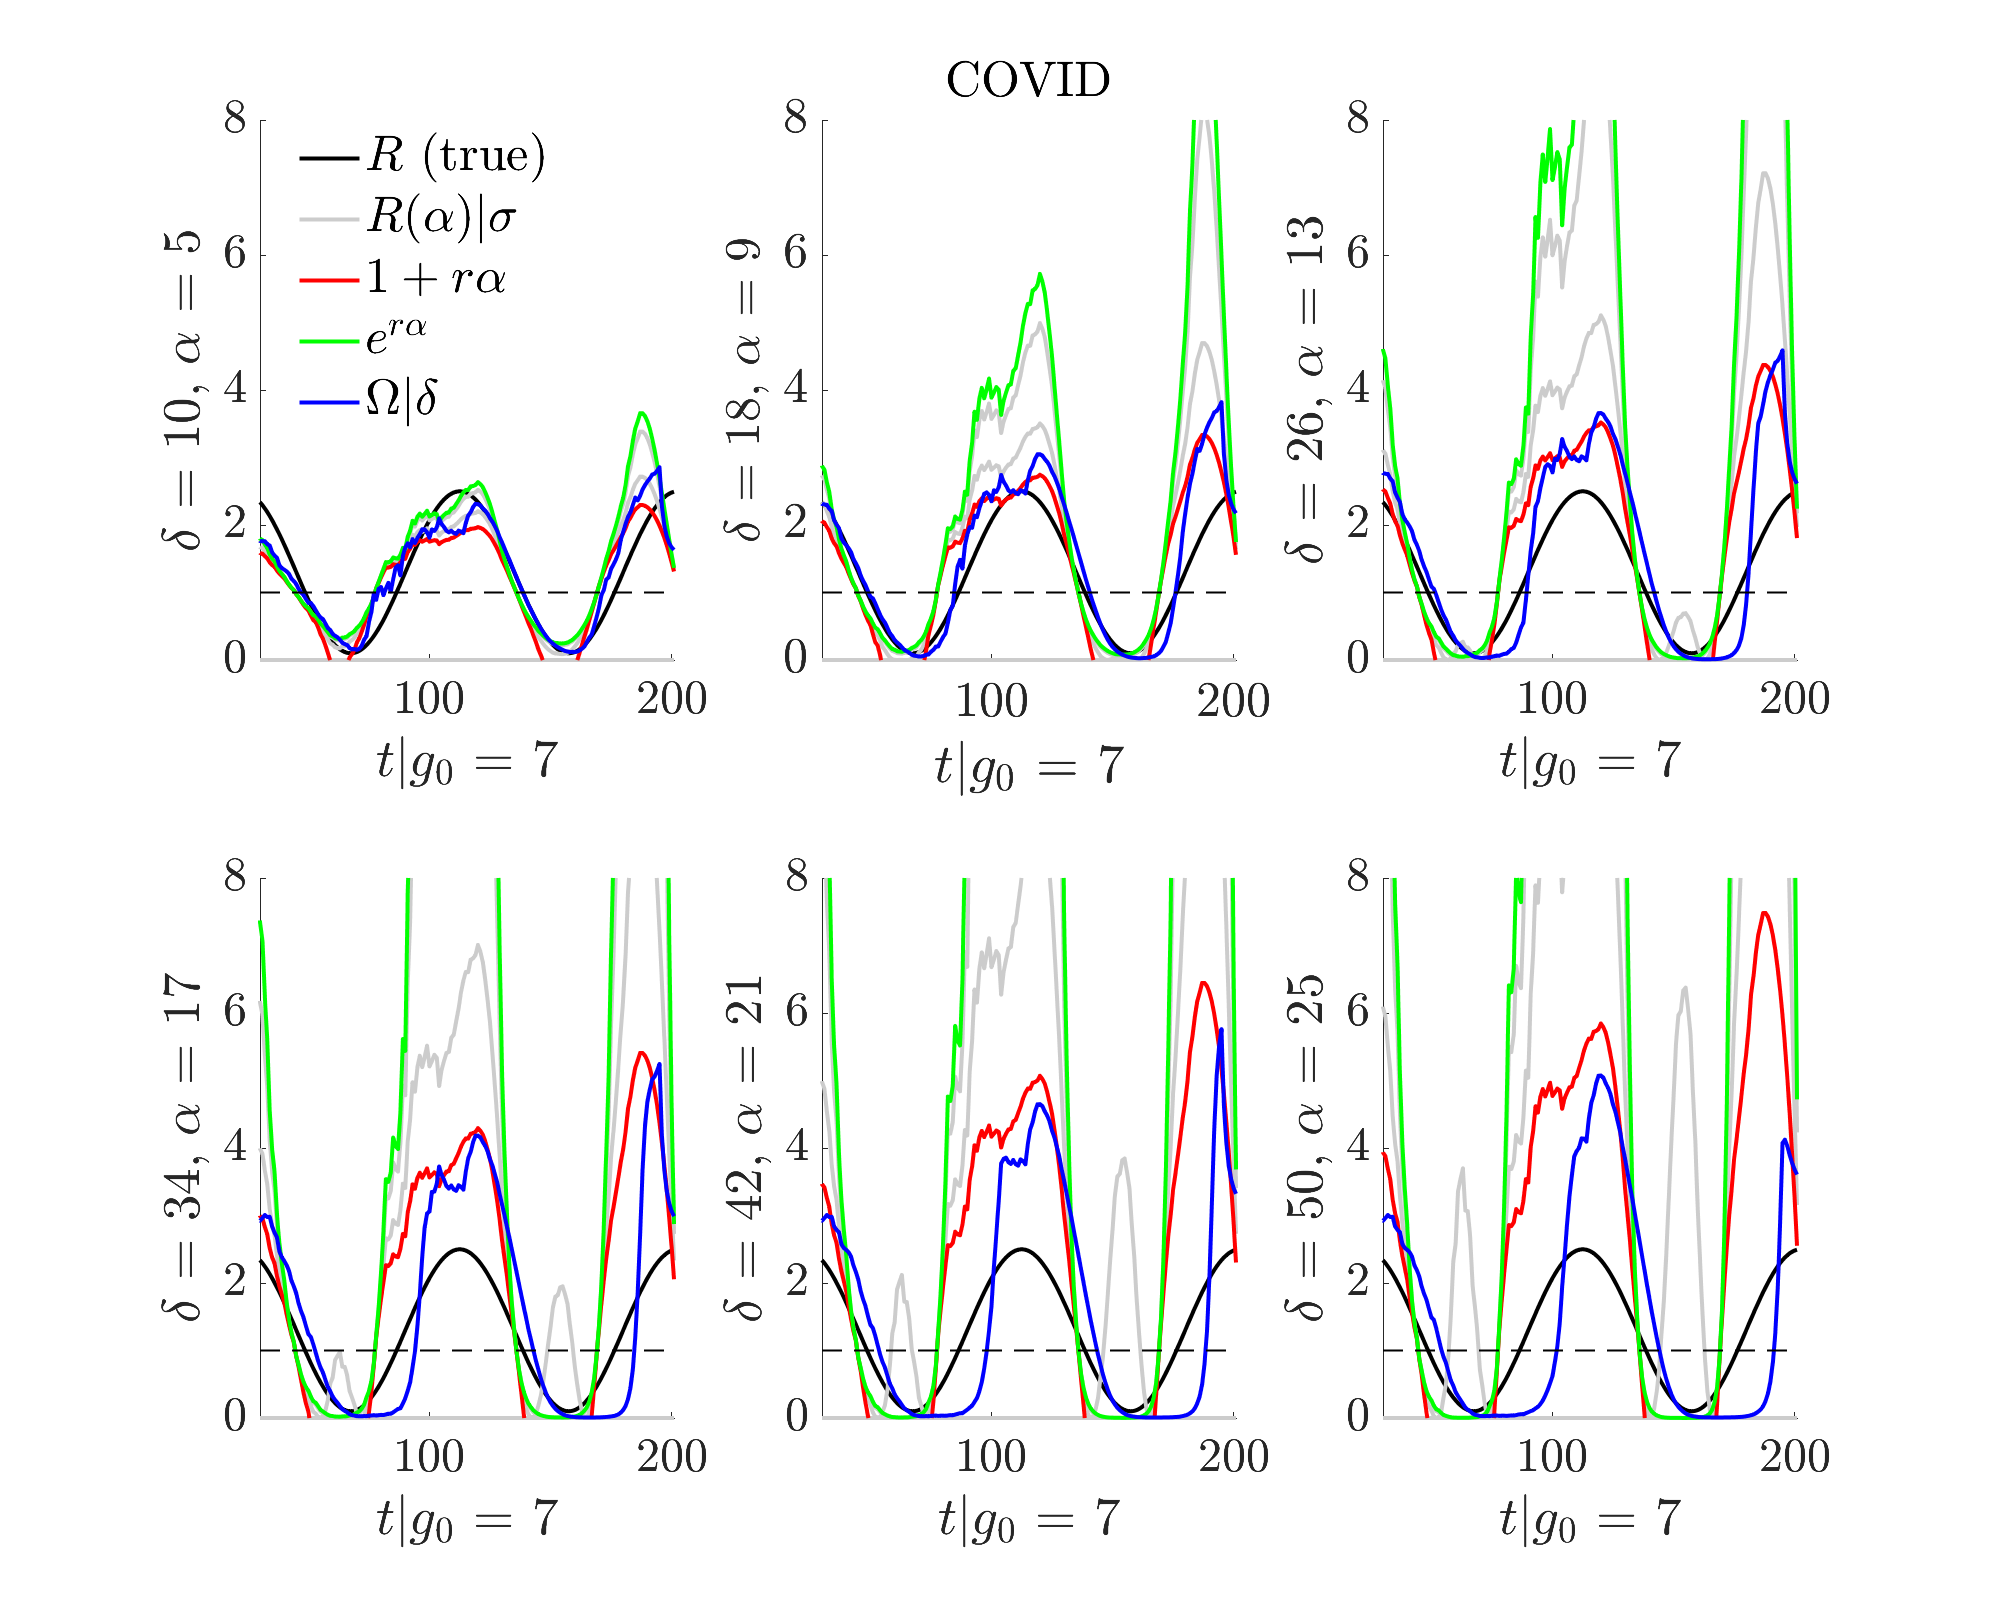 COVID
8
6
4
2
0
100 200
δ = 10, α = 5
t|g₀ = 7
R (true)
R(α)|σ
1 + rα
e^{rα}
Ω|δ
8
6
4
2
0
100 200
δ = 18, α = 9
t|g₀ = 7
8
6
4
2
0
100 200
δ = 26, α = 13
t|g₀ = 7
8
6
4
2
0
100 200
δ = 34, α = 17
t|g₀ = 7
8
6
4
2
0
100 200
δ = 42, α = 21
t|g₀ = 7
8
6
4
2
0
100 200
δ = 50, α = 25
t|g₀ = 7